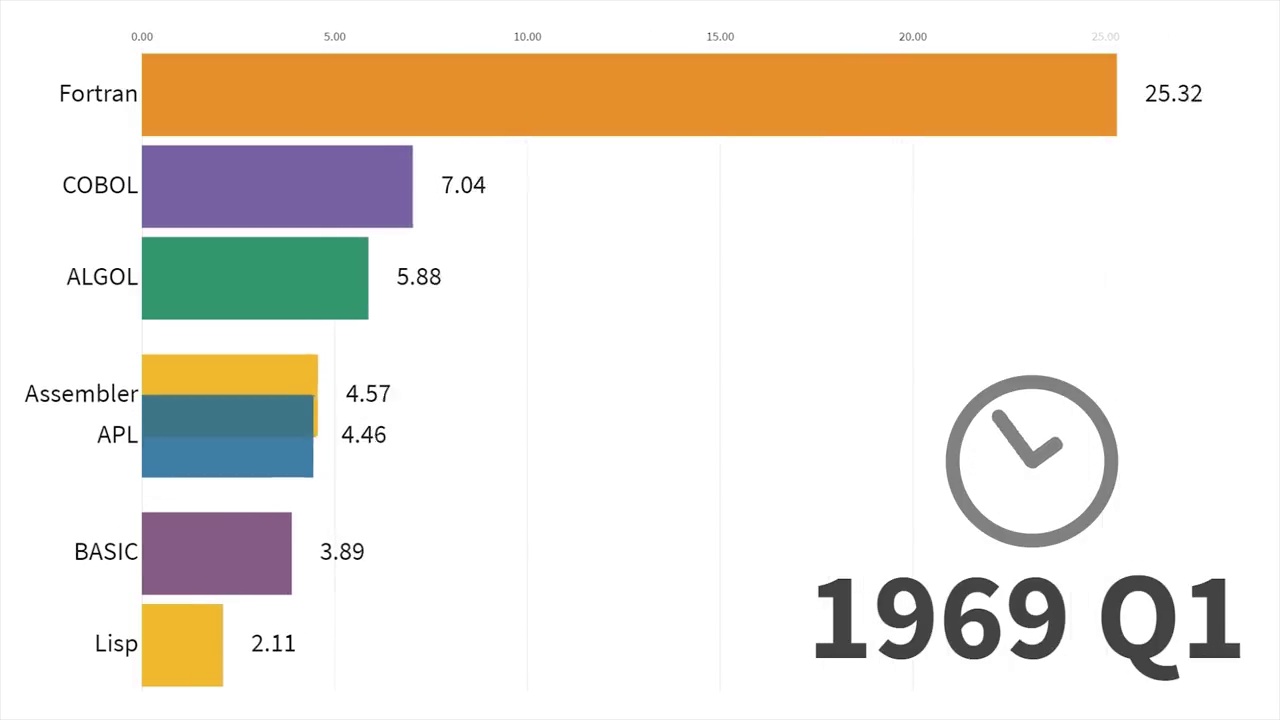 0.00 5.00 10.00 15.00 20.00 25.00
Fortran 25.32
COBOL 7.04
ALGOL 5.88
Assembler 4.57
APL 4.46
BASIC 3.89
Lisp 2.11
1969 Q1